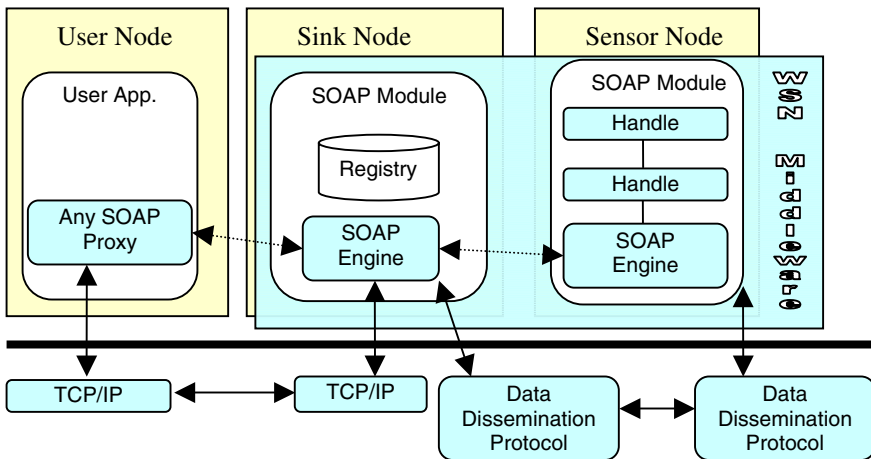 User Node
Sink Node
Sensor Node
User App.
SOAP Module
SOAP Module
Handle
Registry
Handle
Any SOAP
Proxy
SOAP
Engine
SOAP
Engine
WSN MiddleWare
TCP/IP
TCP/IP
Data
Dissemination
Protocol
Data
Dissemination
Protocol